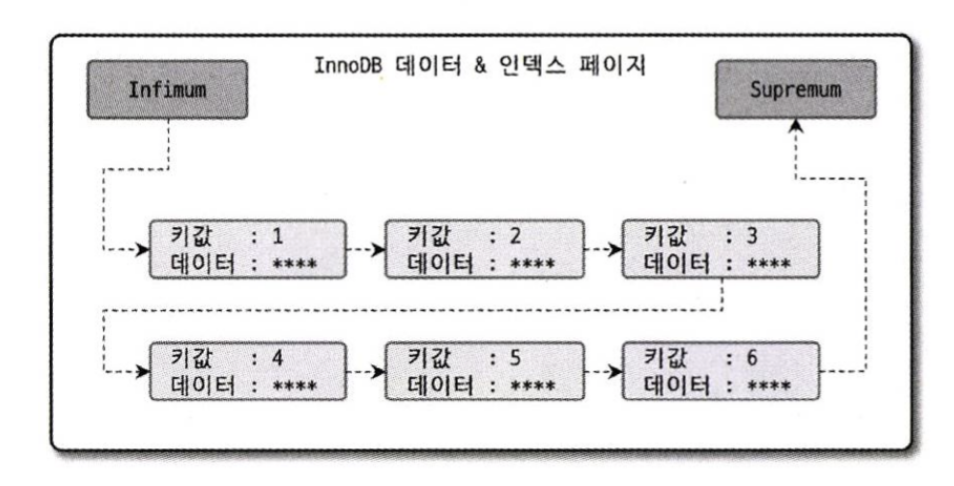 InnoDB 데이터 & 인덱스 페이지
Infimum
Supremum
키값 : 1
데이터 : ****
키값 : 2
데이터 : ****
키값 : 3
데이터 : ****
키값 : 4
데이터 : ****
키값 : 5
데이터 : ****
키값 : 6
데이터 : ****